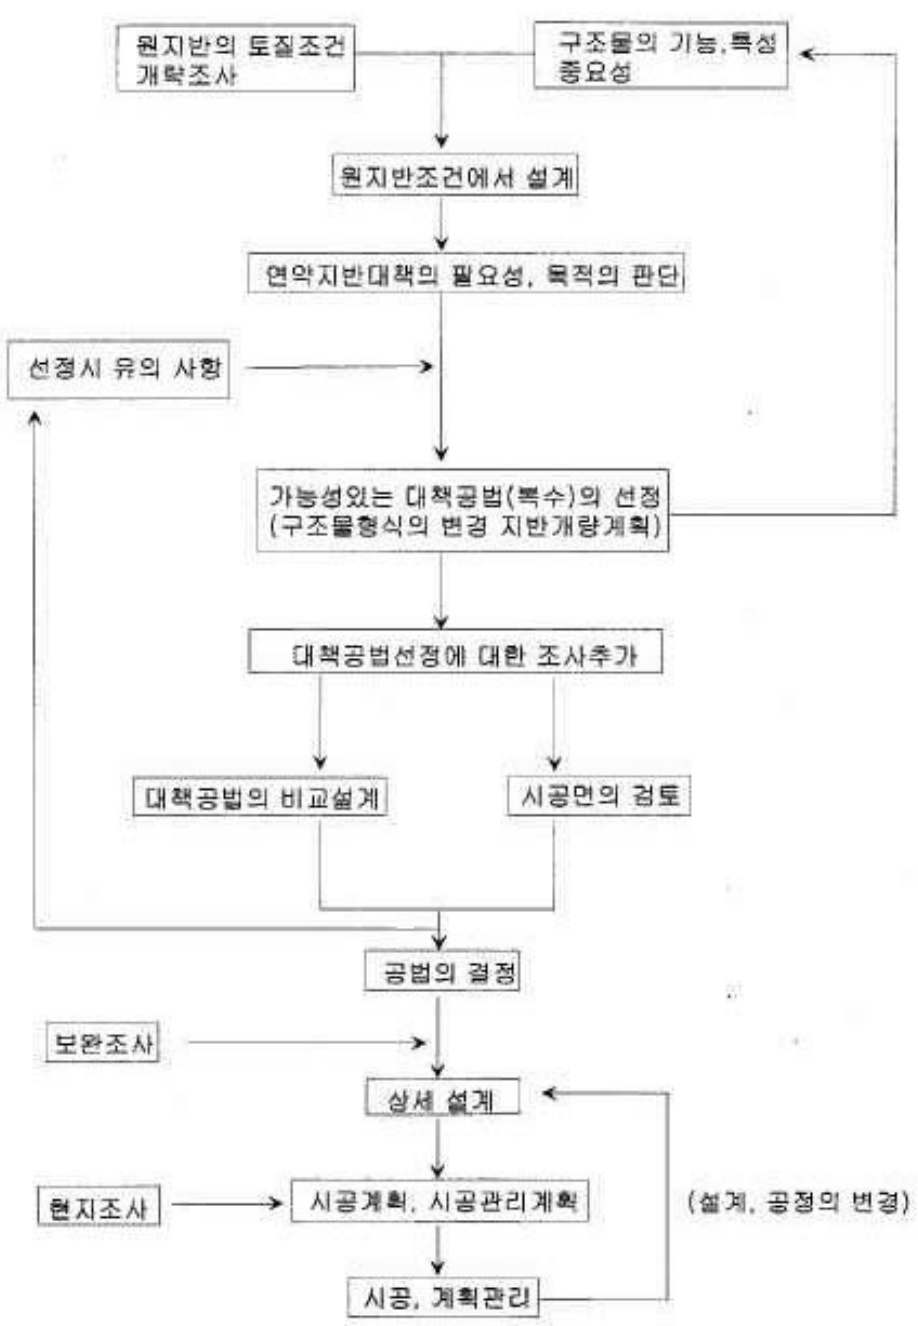 원지반의 토질조건
개략조사
구조물의 기능,특성
중요성
원지반조건에서 설계
연약지반대책의 필요성, 목적의 판단
선정시 유의 사항
가능성있는 대책공법(복수)의 선정
(구조물형식의 변경 지반개량계획)
대책공법선정에 대한 조사추가
대책공법의 비교설계
시공면의 검토
공법의 결정
보완조사
상세 설계
현지조사
시공계획, 시공관리계획
(설계, 공정의 변경)
시공, 계획관리